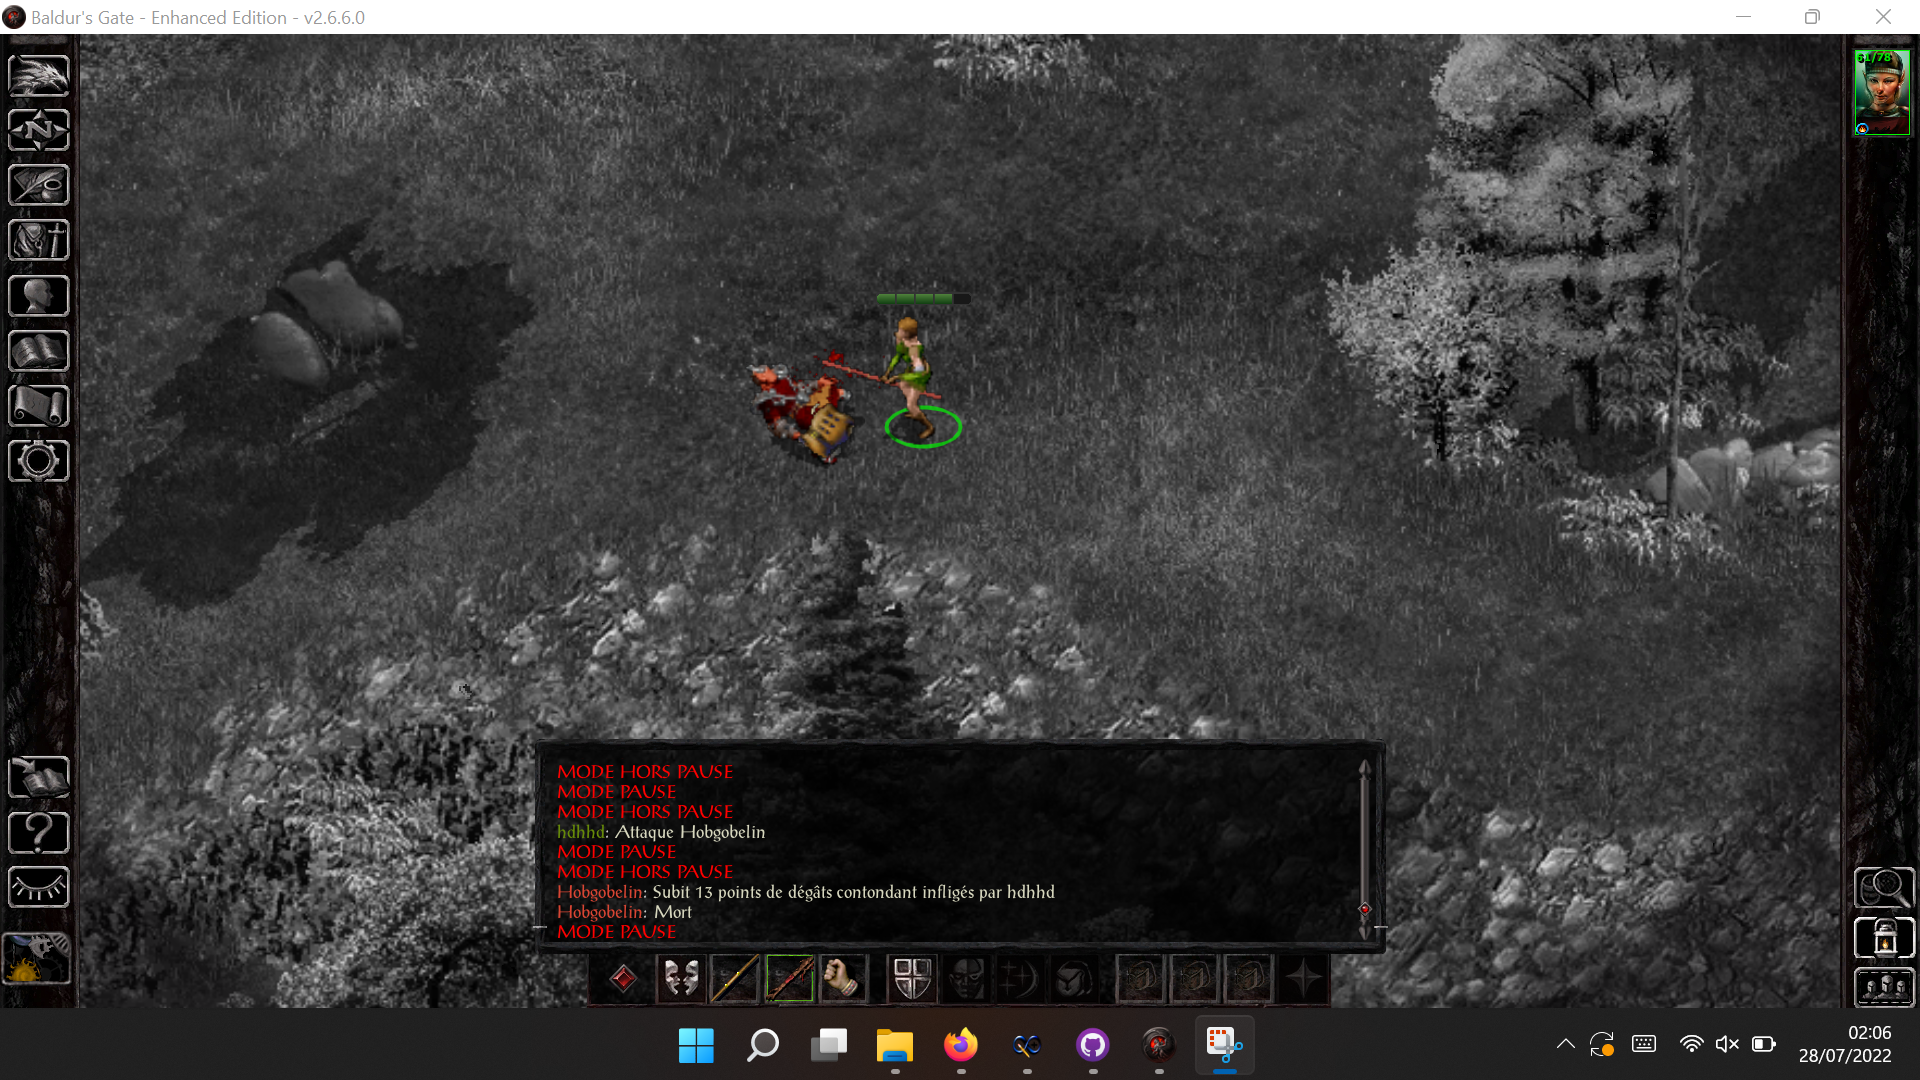 Baldur's Gate - Enhanced Edition - v2.6.6.0
N
61/78
MODE HORS PAUSE
MODE PAUSE
MODE HORS PAUSE
hdhhd: Attaque Hobgobelin
MODE PAUSE
MODE HORS PAUSE
Hobgobelin: Subit 13 points de dégâts contondant infligés par hdhhd
Hobgobelin: Mort
MODE PAUSE
?
02:06
28/07/2022